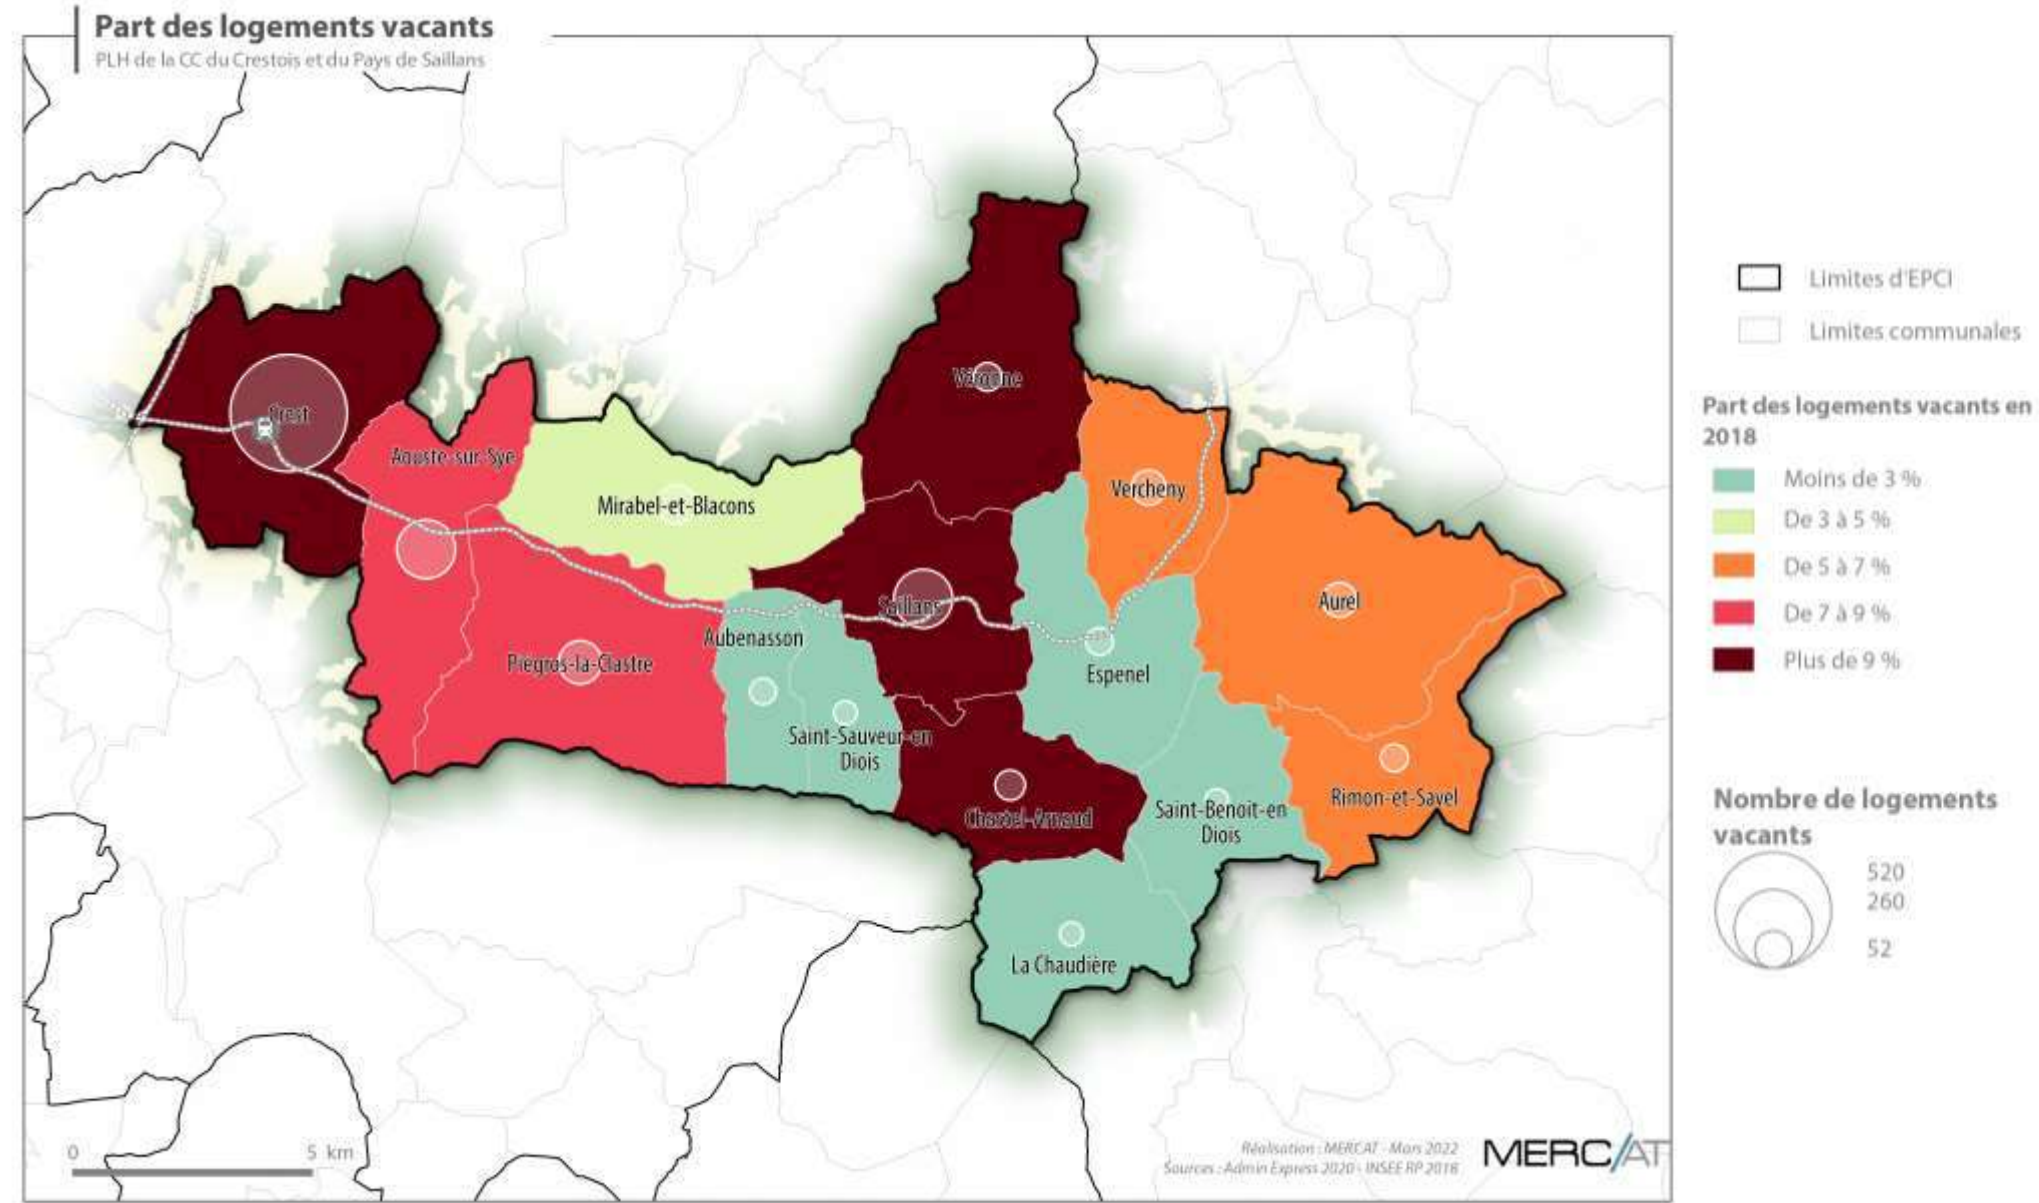 Part des logements vacants
PLH de la CC du Crestois et du Pays de Saillans
Crest
Aouste-sur-Sye
Mirabel-et-Blacons
Véronne
Vercheny
Saillans
Aurel
Aubenasson
Piégros-la-Clastre
Espenel
Saint-Sauveur-en
Diois
Chastel-Arnaud
Saint-Benoit-en
Diois
Rimon-et-Savel
La Chaudière
Limites d'EPCI
Limites communales
Part des logements vacants en
2018
Moins de 3 %
De 3 à 5 %
De 5 à 7 %
De 7 à 9 %
Plus de 9 %
Nombre de logements
vacants
520
260
52
0 5 km
Réalisation : MERCAT - Mars 2022
Sources : Admin Express 2020 - INSEE RP 2018
MERC/AT